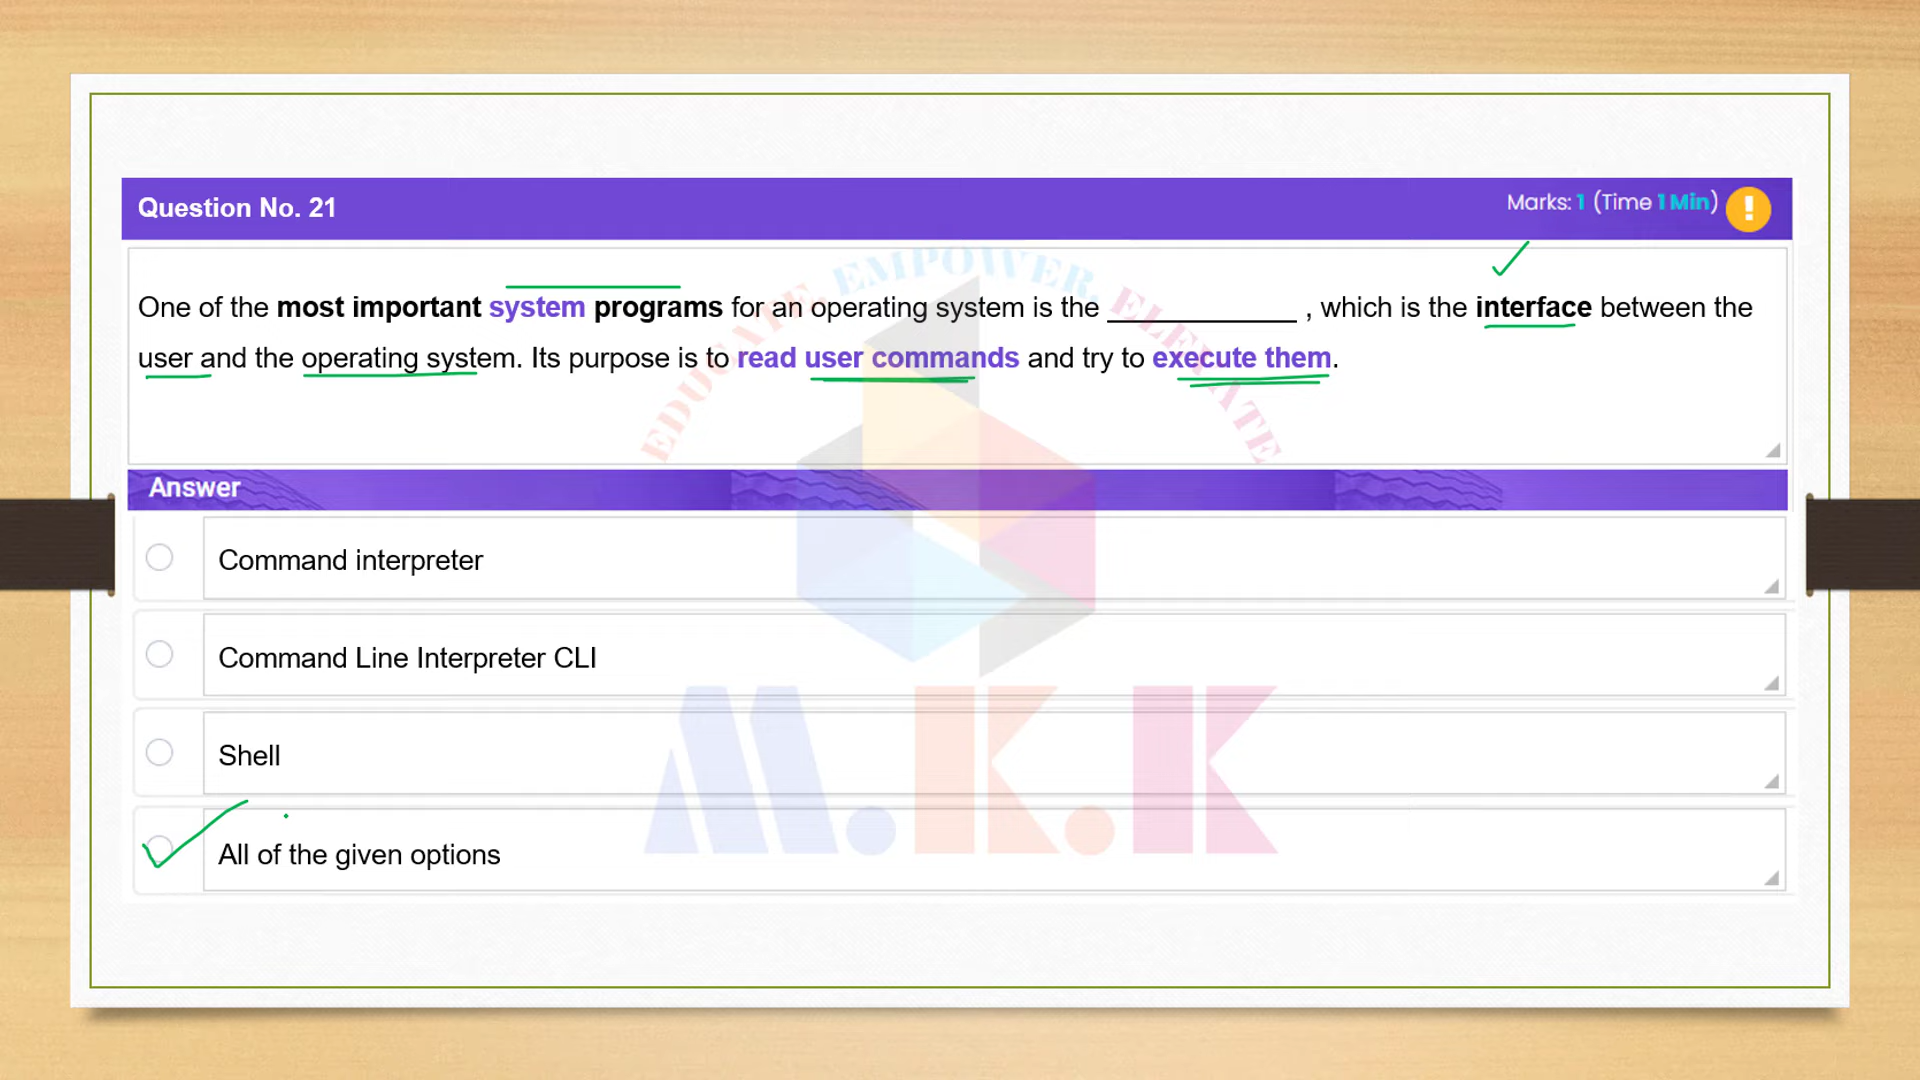 Question No. 21
Marks: 1 (Time 1 Min)
!
One of the most important system programs for an operating system is the ____________ , which is the interface between the
user and the operating system. Its purpose is to read user commands and try to execute them.
EDUCATE. EMPOWER. ELEVATE
Answer
Command interpreter
Command Line Interpreter CLI
Shell
All of the given options
M.K.K